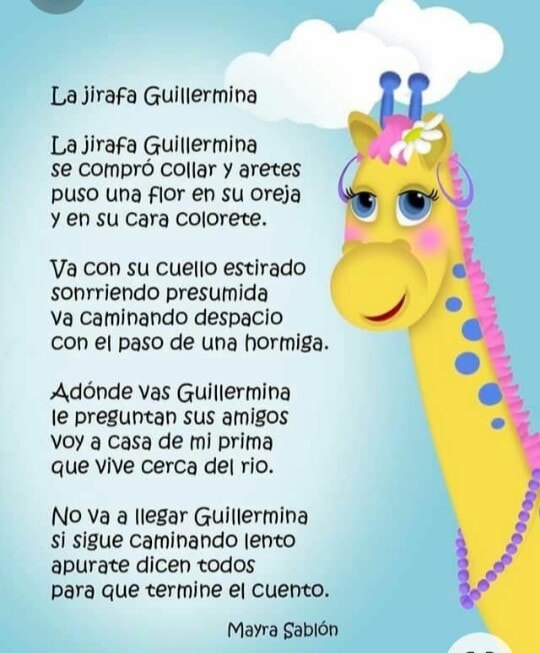 La jirafa Guillermina
La jirafa Guillermina
se compró collar y aretes
puso una flor en su oreja
y en su cara colorete.
Va con su cuello estirado
sonrriendo presumida
va caminando despacio
con el paso de una hormiga.
Adónde vas Guillermina
le preguntan sus amigos
voy a casa de mi prima
que vive cerca del rio.
No va a llegar Guillermina
si sigue caminando lento
apurate dicen todos
para que termine el cuento.
Mayra Sablón